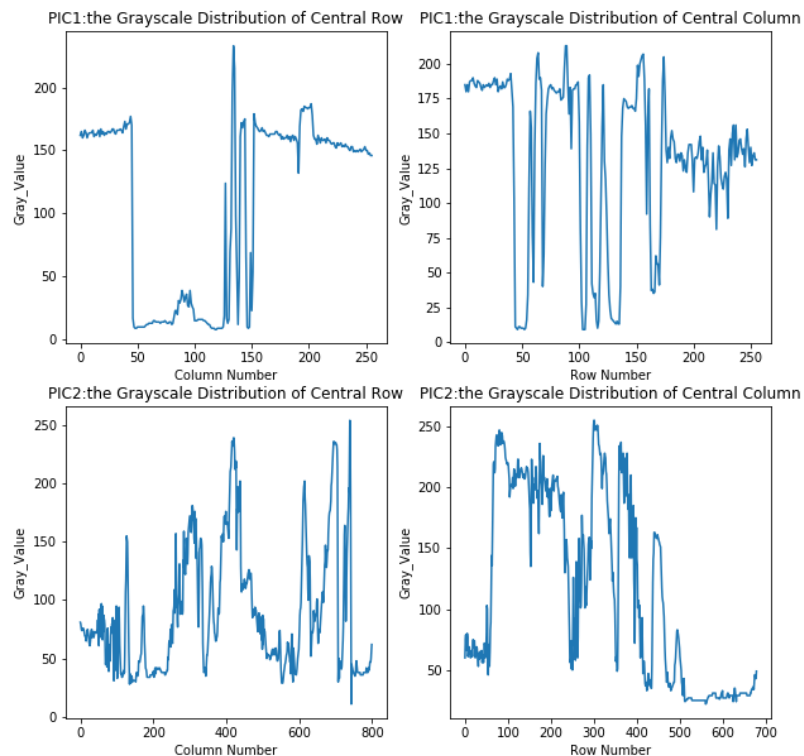 PIC1:the Grayscale Distribution of Central Row
200
150
100
50
0
Gray_Value
0 50 100 150 200 250
Column Number
PIC1:the Grayscale Distribution of Central Column
200
175
150
125
100
75
50
25
0
Gray_Value
0 50 100 150 200 250
Row Number
PIC2:the Grayscale Distribution of Central Row
250
200
150
100
50
0
Gray_Value
0 200 400 600 800
Column Number
PIC2:the Grayscale Distribution of Central Column
250
200
150
100
50
Gray_Value
0 100 200 300 400 500 600 700
Row Number